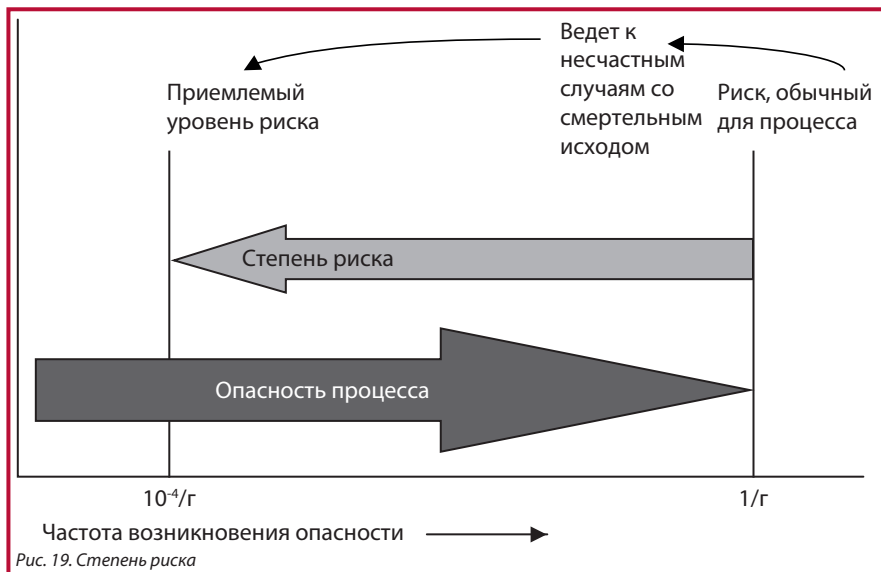 Ведет к
несчастным
случаям со
смертельным
исходом
Приемлемый
уровень риска
Риск, обычный
для процесса
Степень риска
Опасность процесса
10⁻⁴/г
1/г
Частота возникновения опасности
Рис. 19. Степень риска